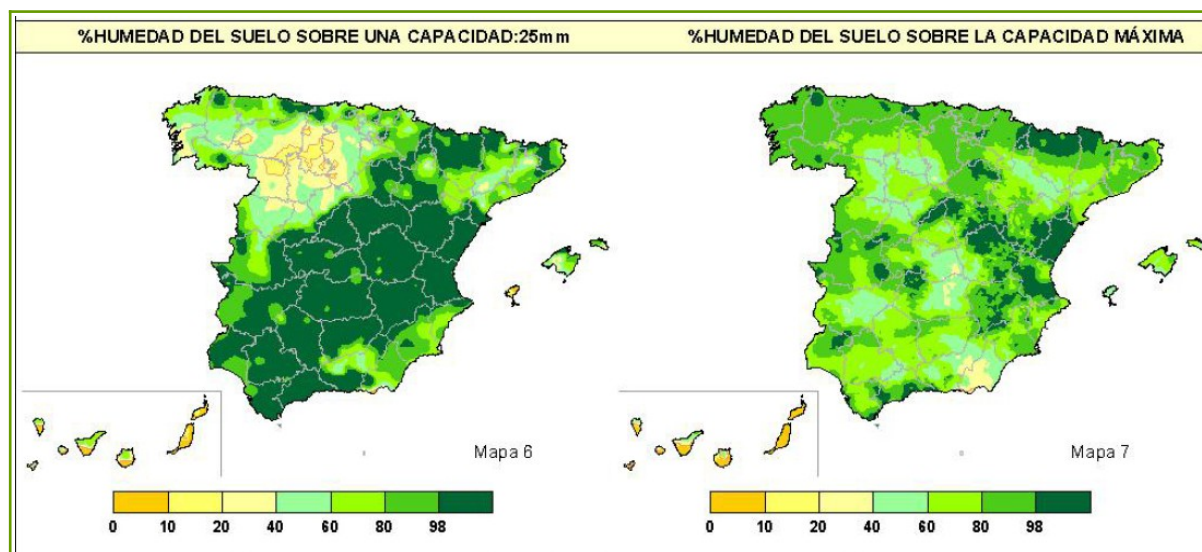 %HUMEDAD DEL SUELO SOBRE UNA CAPACIDAD:25mm
%HUMEDAD DEL SUELO SOBRE LA CAPACIDAD MÁXIMA
Mapa 6
Mapa 7
0 10 20 40 60 80 98
0 10 20 40 60 80 98